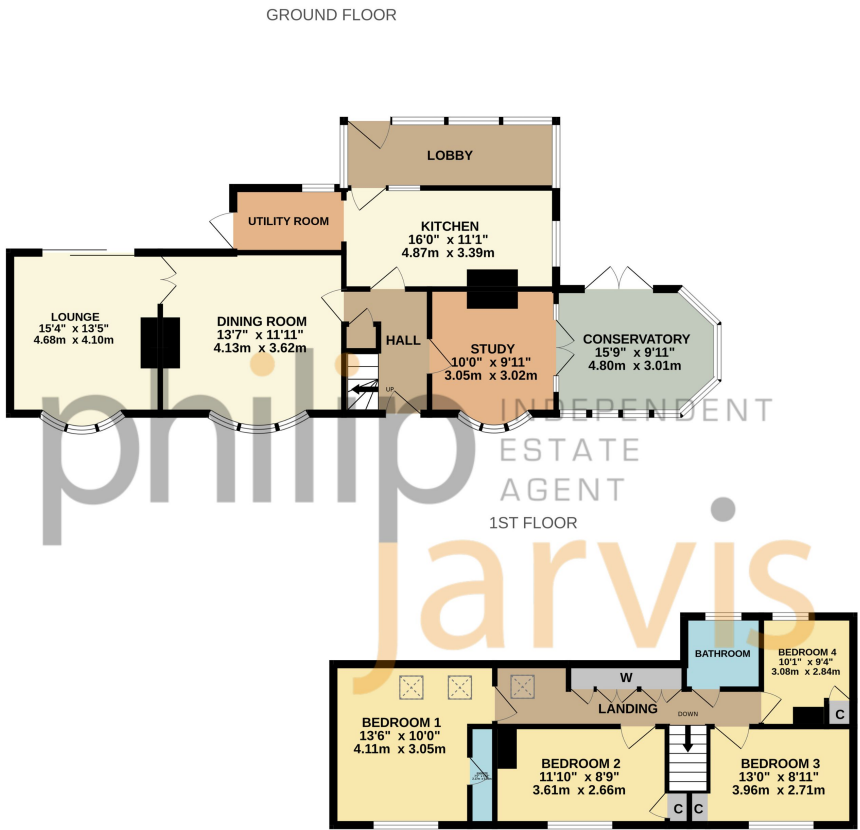 GROUND FLOOR
LOBBY
UTILITY ROOM
KITCHEN
16'0" x 11'1"
4.87m x 3.39m
LOUNGE
15'4" x 13'5"
4.68m x 4.10m
DINING ROOM
13'7" x 11'11"
4.13m x 3.62m
HALL
STUDY
10'0" x 9'11"
3.05m x 3.02m
CONSERVATORY
15'9" x 9'11"
4.80m x 3.01m
UP
philip
INDEPENDENT
ESTATE
AGENT
jarvis
1ST FLOOR
BATHROOM
BEDROOM 4
10'1" x 9'4"
3.08m x 2.84m
W
LANDING
DOWN
C
BEDROOM 1
13'6" x 10'0"
4.11m x 3.05m
BEDROOM 2
11'10" x 8'9"
3.61m x 2.66m
BEDROOM 3
13'0" x 8'11"
3.96m x 2.71m
C
C